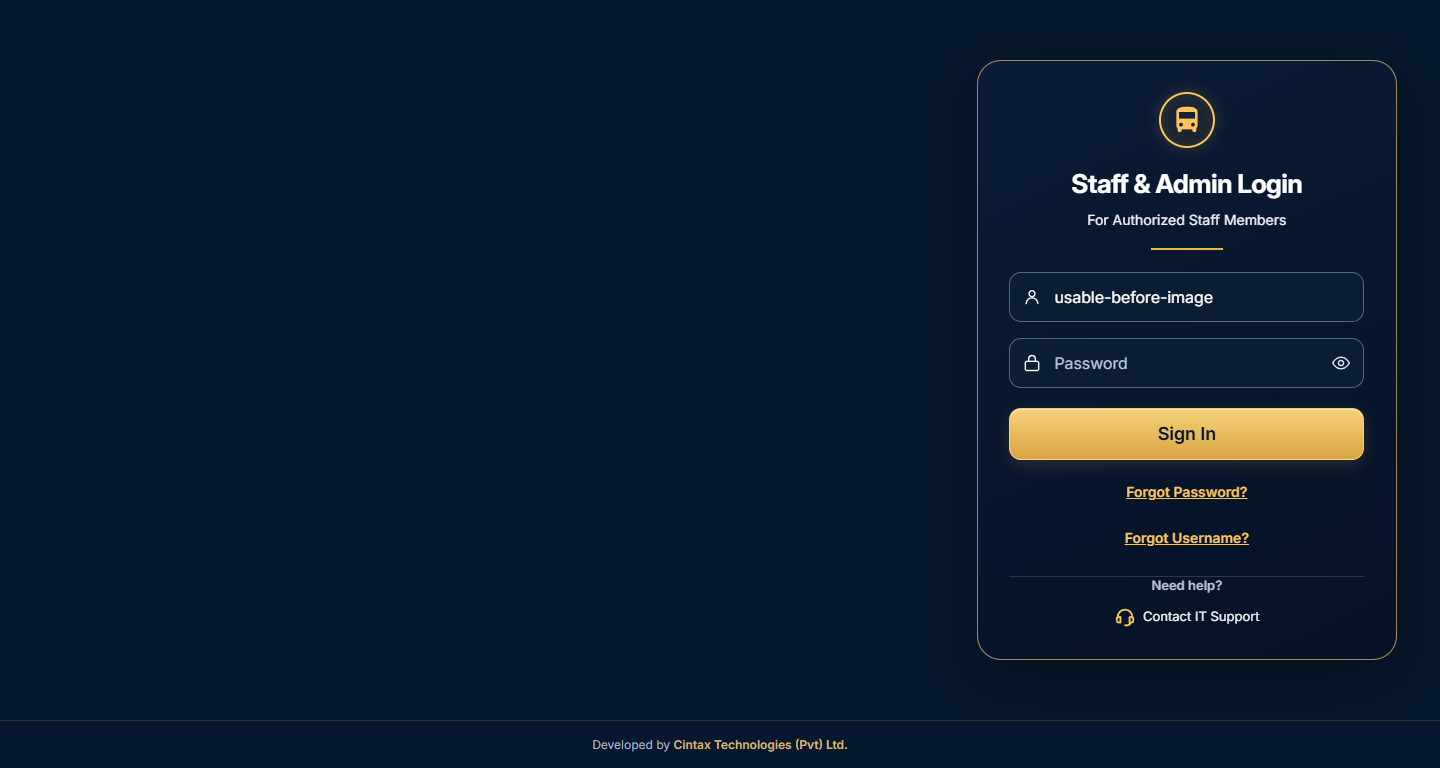 Staff & Admin Login
For Authorized Staff Members
usable-before-image
Password
Sign In
Forgot Password?
Forgot Username?
Need help?
Contact IT Support
Developed by Cintax Technologies (Pvt) Ltd.